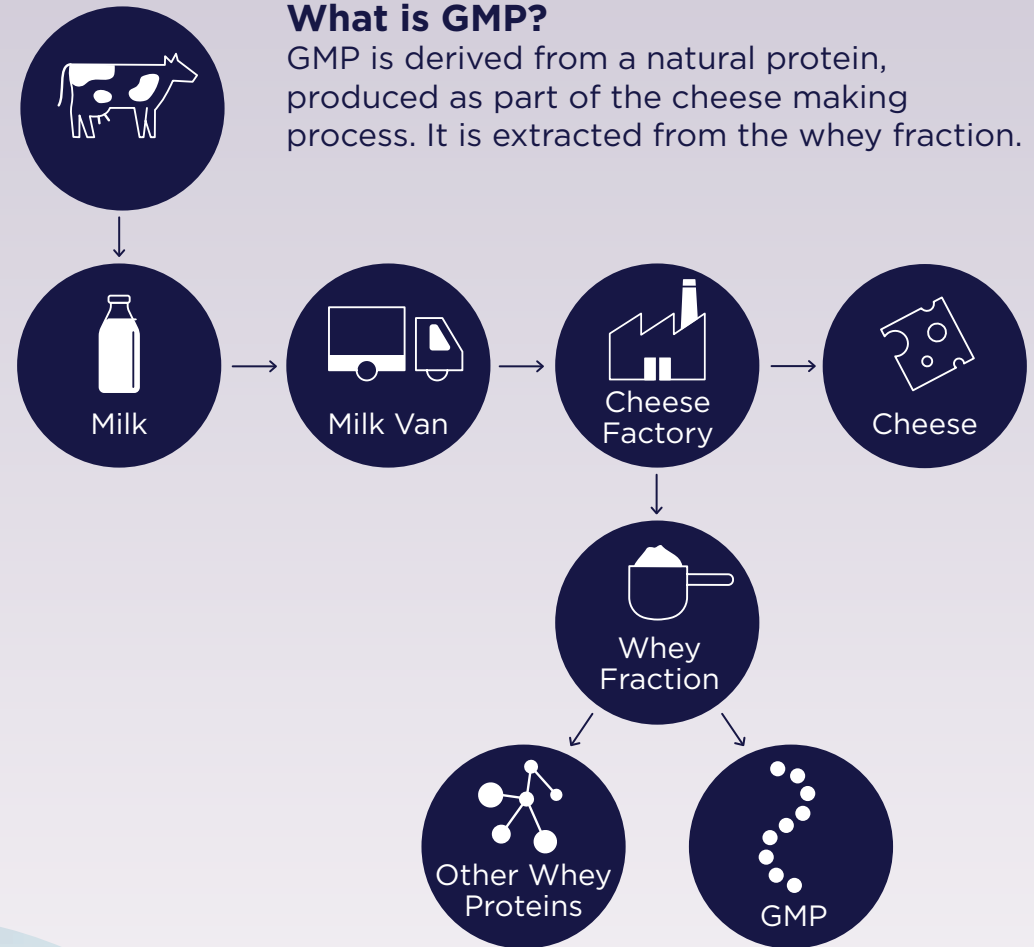 What is GMP?
GMP is derived from a natural protein,
produced as part of the cheese making
process. It is extracted from the whey fraction.
Milk
Milk Van
Cheese
Factory
Cheese
Whey
Fraction
Other Whey
Proteins
GMP